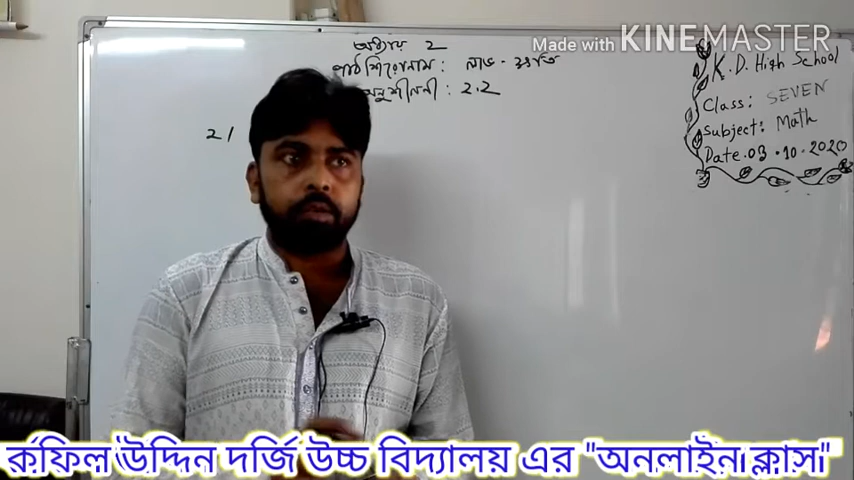 Made with KINEMASTER
অধ্যায় 2
পাঠ শিরোনাম : লাভ - ক্ষতি
অনুশীলনী : 2.2
2।
K. D. High School
Class: SEVEN
Subject: Math
Date. 03 . 10 . 2020
কফিল উদ্দিন দর্জি উচ্চ বিদ্যালয় এর "অনলাইন ক্লাস"